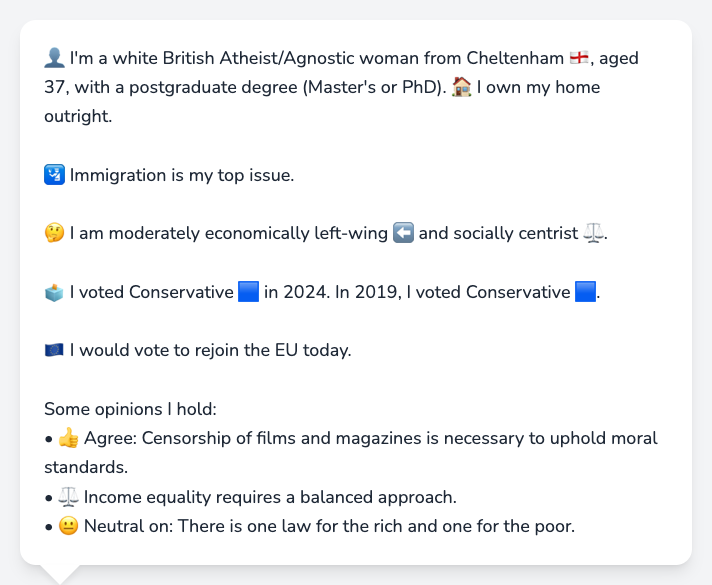 👤 I'm a white British Atheist/Agnostic woman from Cheltenham 🏴󠁧󠁢󠁥󠁮󠁧󠁿, aged
37, with a postgraduate degree (Master's or PhD). 🏠 I own my home
outright.
🛂 Immigration is my top issue.
🤔 I am moderately economically left-wing ⬅️ and socially centrist ⚖️.
🗳️ I voted Conservative 🟦 in 2024. In 2019, I voted Conservative 🟦.
🇪🇺 I would vote to rejoin the EU today.
Some opinions I hold:
• 👍 Agree: Censorship of films and magazines is necessary to uphold moral
standards.
• ⚖️ Income equality requires a balanced approach.
• 😐 Neutral on: There is one law for the rich and one for the poor.